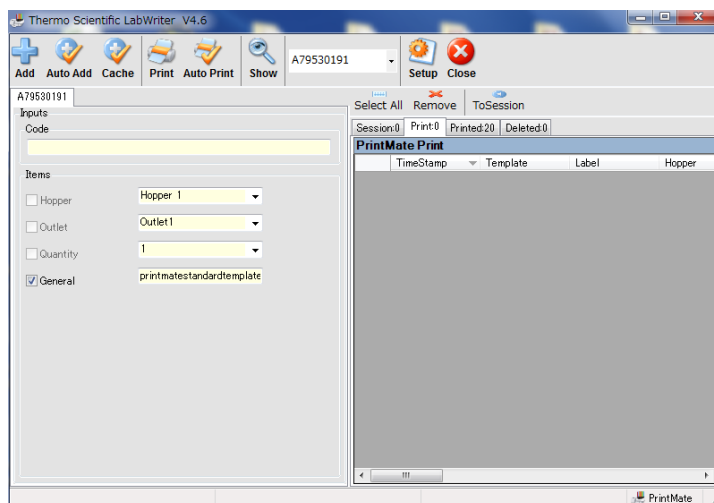 Thermo Scientific LabWriter V4.6
Add Auto Add Cache Print Auto Print Show A79530191 Setup Close
A79530191
Inputs
Code
Items
Hopper Hopper 1
Outlet Outlet1
Quantity 1
General printmatestandardtemplate
Select All Remove ToSession
Session:0 Print:0 Printed:20 Deleted:0
PrintMate Print
TimeStamp Template Label Hopper
PrintMate